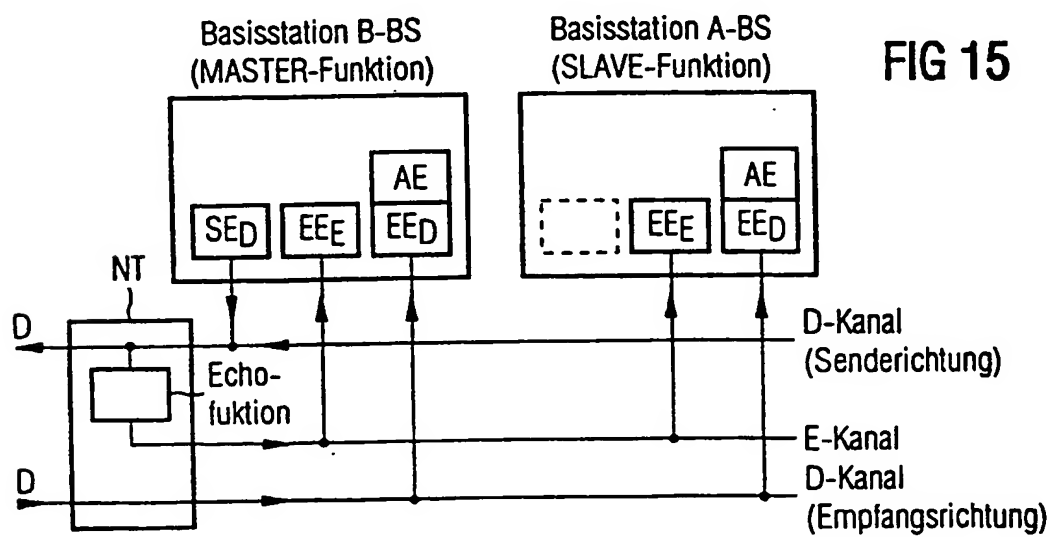 Basisstation B-BS
(MASTER-Funktion)
Basisstation A-BS
(SLAVE-Funktion)
FIG 15
AE
SED
EEE
EED
AE
EEE
EED
NT
D
D-Kanal
(Senderichtung)
Echo-
fuktion
E-Kanal
D
D-Kanal
(Empfangsrichtung)